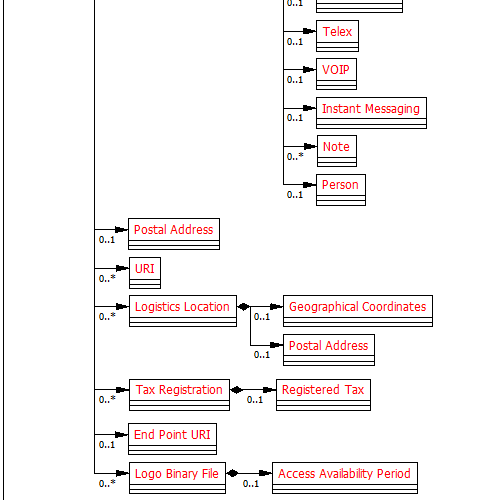 0..1
Telex
0..1
VOIP
0..1
Instant Messaging
0..1
Note
0..*
Person
0..1
Postal Address
0..1
URI
0..*
Logistics Location
0..*
Geographical Coordinates
0..1
Postal Address
0..1
Tax Registration
0..*
Registered Tax
0..1
End Point URI
0..1
Logo Binary File
0..*
Access Availability Period
0..1